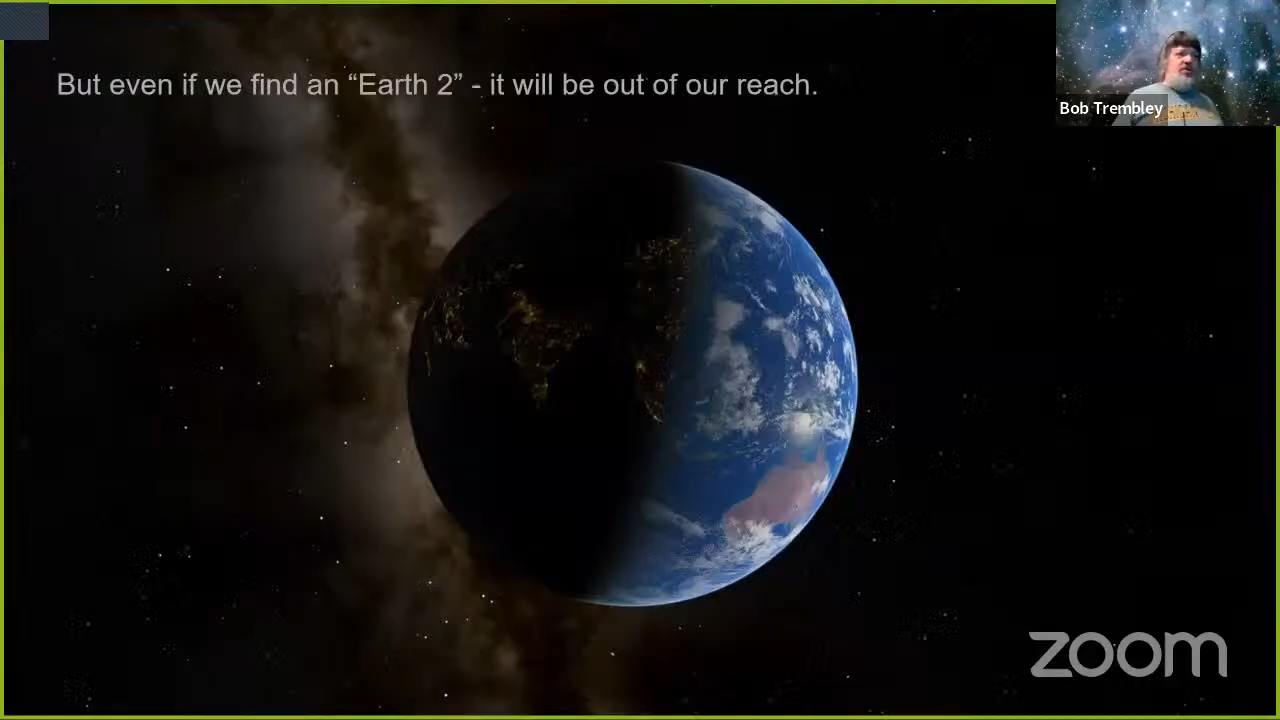 But even if we find an “Earth 2” - it will be out of our reach.
Bob Trembley
zoom